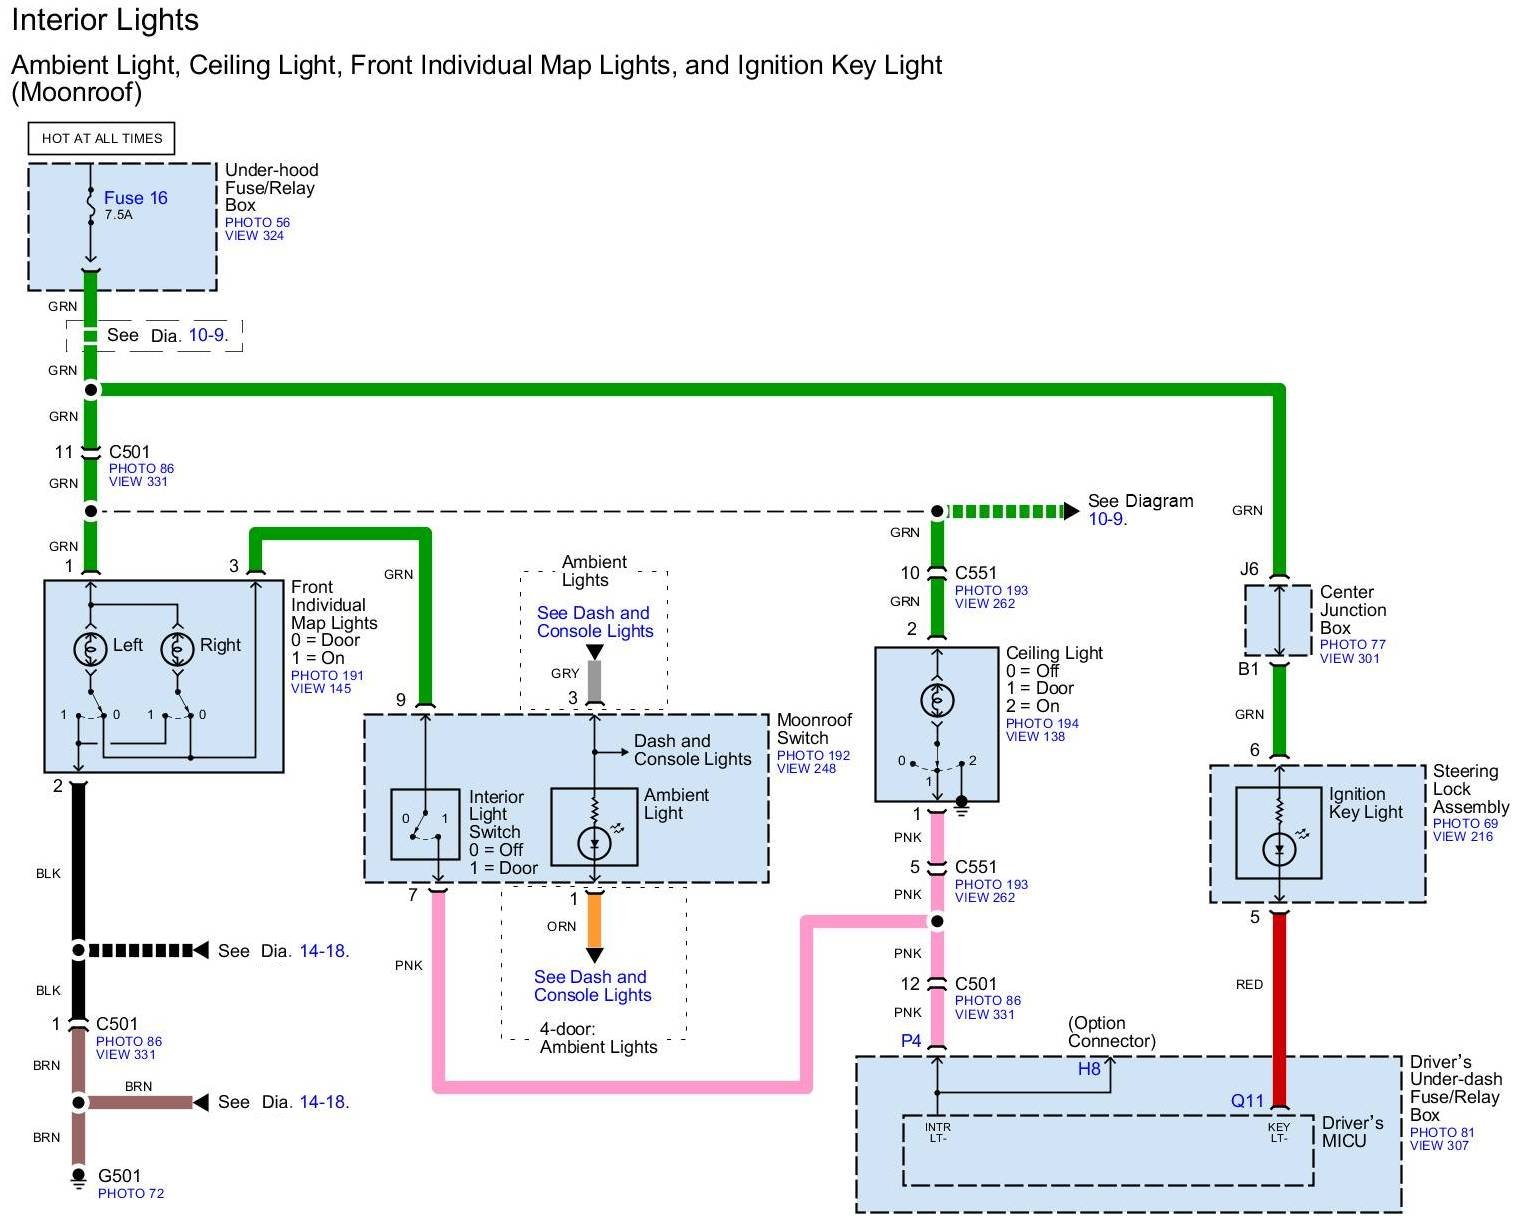 Interior Lights
Ambient Light, Ceiling Light, Front Individual Map Lights, and Ignition Key Light
(Moonroof)
HOT AT ALL TIMES
Fuse 16
7.5A
Under-hood
Fuse/Relay
Box
PHOTO 56
VIEW 324
GRN
See Dia. 10-9.
GRN
GRN
11 C501
PHOTO 86
VIEW 331
GRN
GRN
1
3
GRN
Front
Individual
Map Lights
0 = Door
1 = On
PHOTO 191
VIEW 145
Left
Right
1 0
1 0
2
BLK
See Dia. 14-18.
BLK
1 C501
PHOTO 86
VIEW 331
BRN
BRN
See Dia. 14-18.
BRN
G501
PHOTO 72
Ambient
Lights
See Dash and
Console Lights
GRY
3
9
Moonroof
Switch
PHOTO 192
VIEW 248
Dash and
Console Lights
Interior
Light
Switch
0 = Off
1 = Door
0 1
Ambient
Light
7
PNK
1
ORN
See Dash and
Console Lights
4-door:
Ambient Lights
See Diagram
10-9.
GRN
10 C551
PHOTO 193
VIEW 262
GRN
2
Ceiling Light
0 = Off
1 = Door
2 = On
PHOTO 194
VIEW 138
0 2
1
1
PNK
5 C551
PHOTO 193
VIEW 262
PNK
PNK
12 C501
PHOTO 86
VIEW 331
PNK
P4
(Option
Connector)
H8
GRN
J6
Center
Junction
Box
PHOTO 77
VIEW 301
B1
GRN
6
Steering
Lock
Assembly
PHOTO 69
VIEW 216
Ignition
Key Light
5
RED
Q11
Driver's
Under-dash
Fuse/Relay
Box
PHOTO 81
VIEW 307
INTR
LT-
KEY
LT-
Driver's
MICU